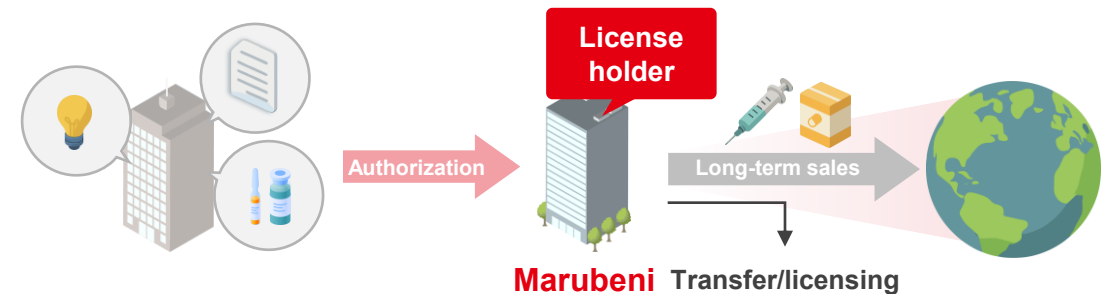 License
holder
Authorization
Long-term sales
Marubeni
Transfer/licensing